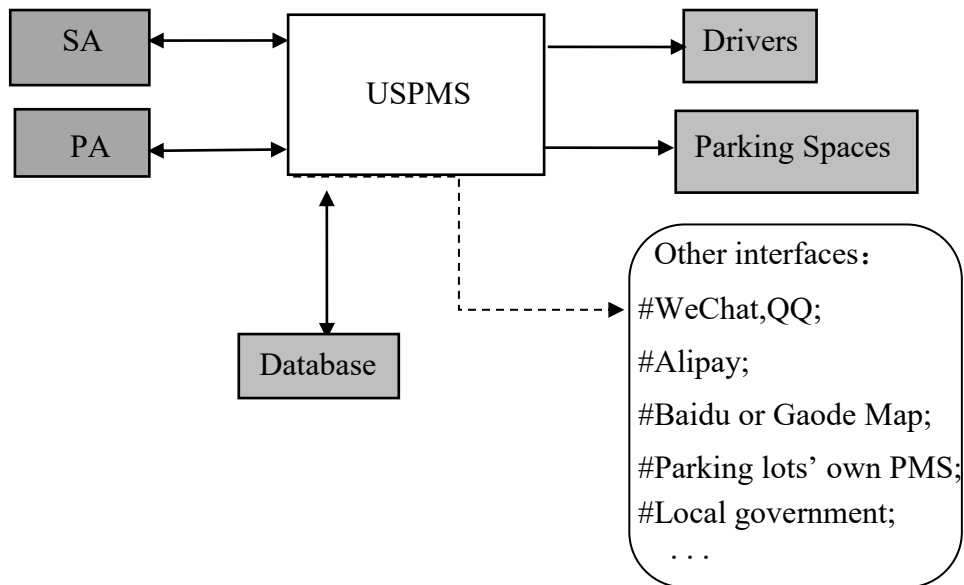 SA
USPMS
Drivers
PA
Parking Spaces
Database
Other interfaces：
#WeChat,QQ;
#Alipay;
#Baidu or Gaode Map;
#Parking lots’ own PMS;
#Local government;
. . .